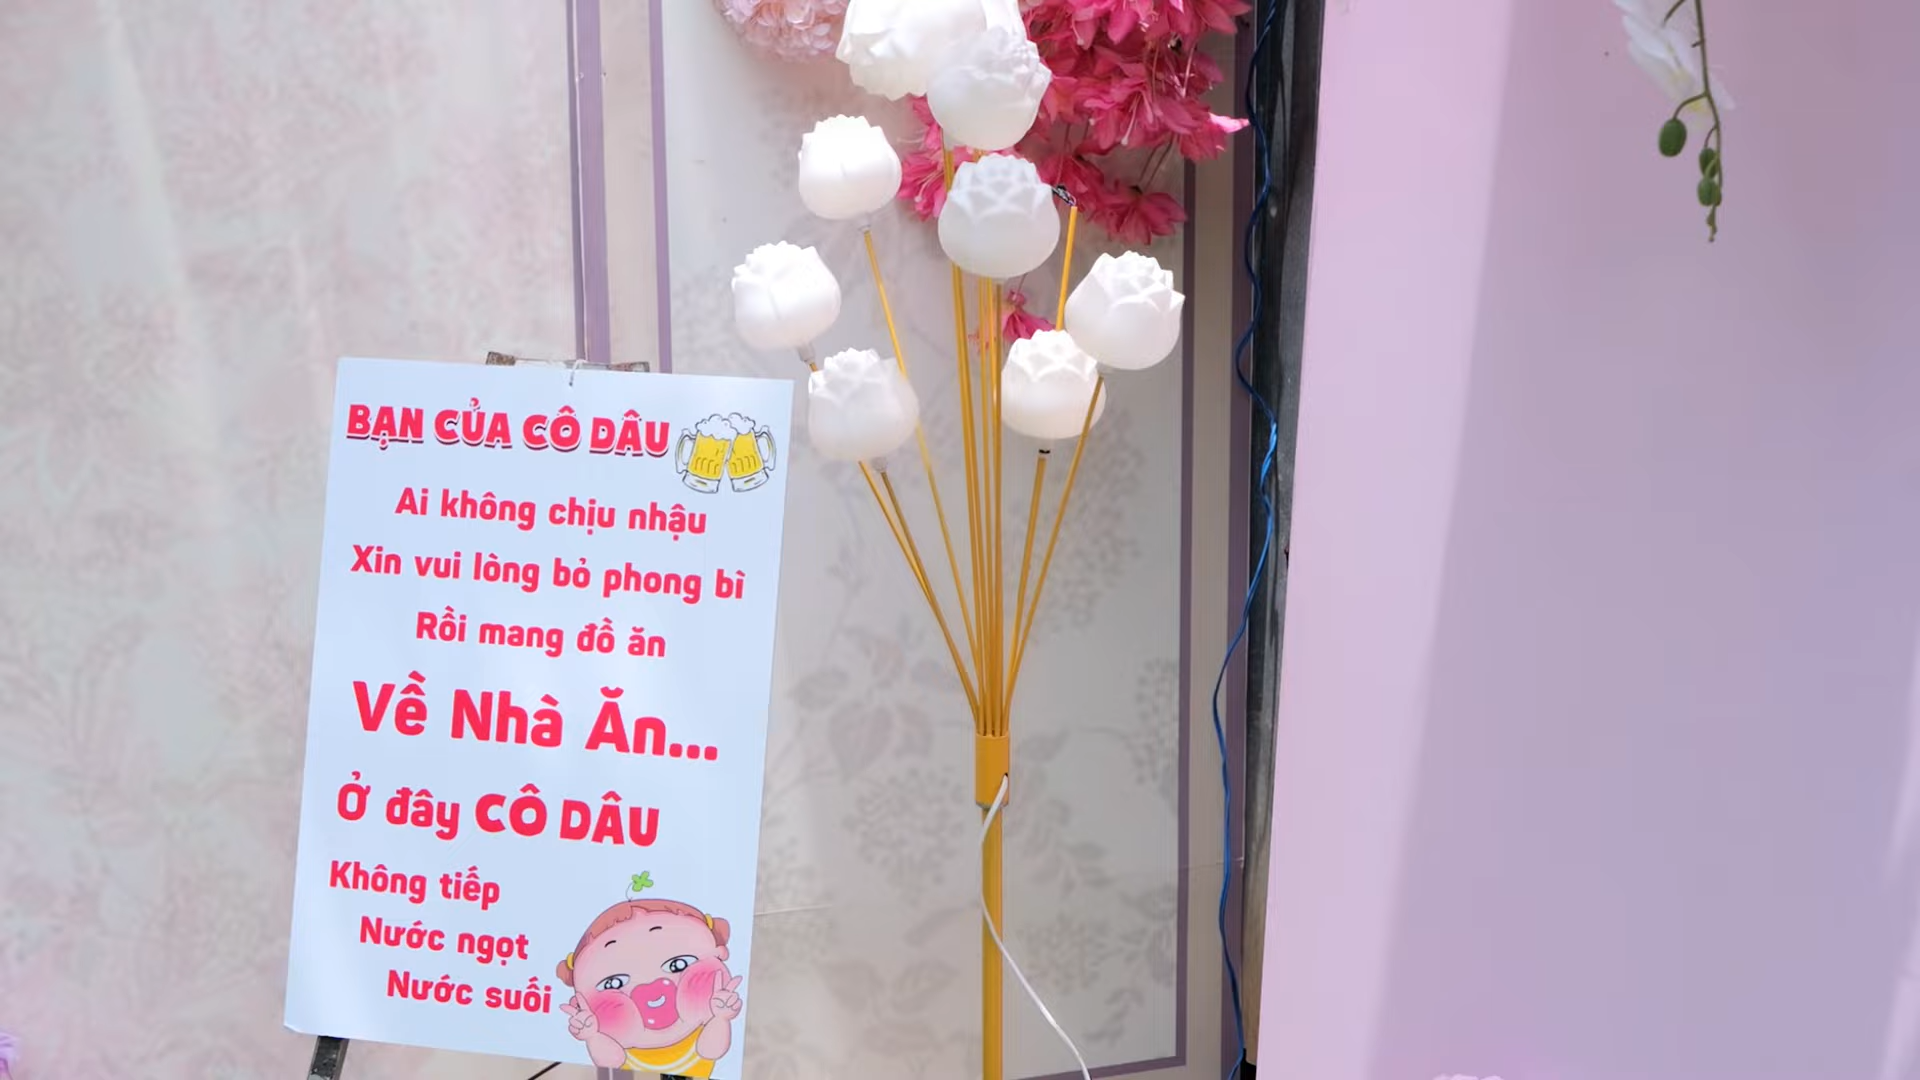 BẠN CỦA CÔ DÂU
Ai không chịu nhậu
Xin vui lòng bỏ phong bì
Rồi mang đồ ăn
Về Nhà Ăn...
Ở đây CÔ DÂU
Không tiếp
Nước ngọt
Nước suối